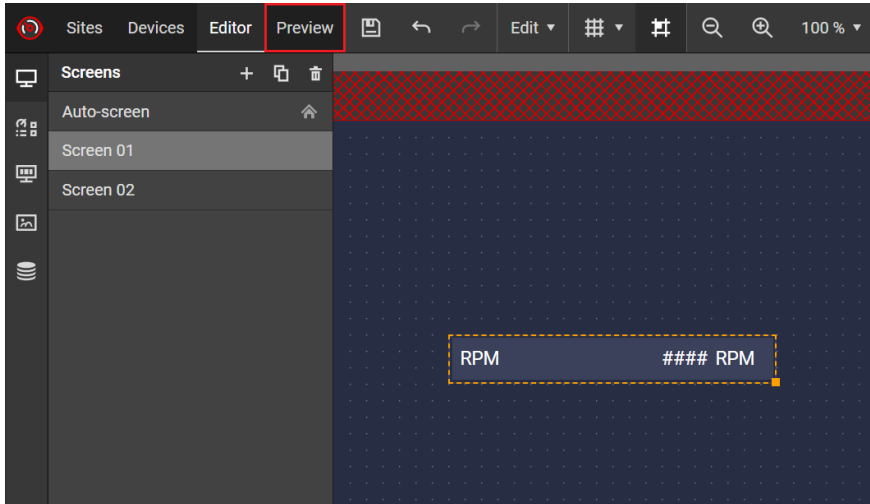 Sites Devices Editor Preview Edit 100 %
Screens
Auto-screen
Screen 01
Screen 02
RPM #### RPM